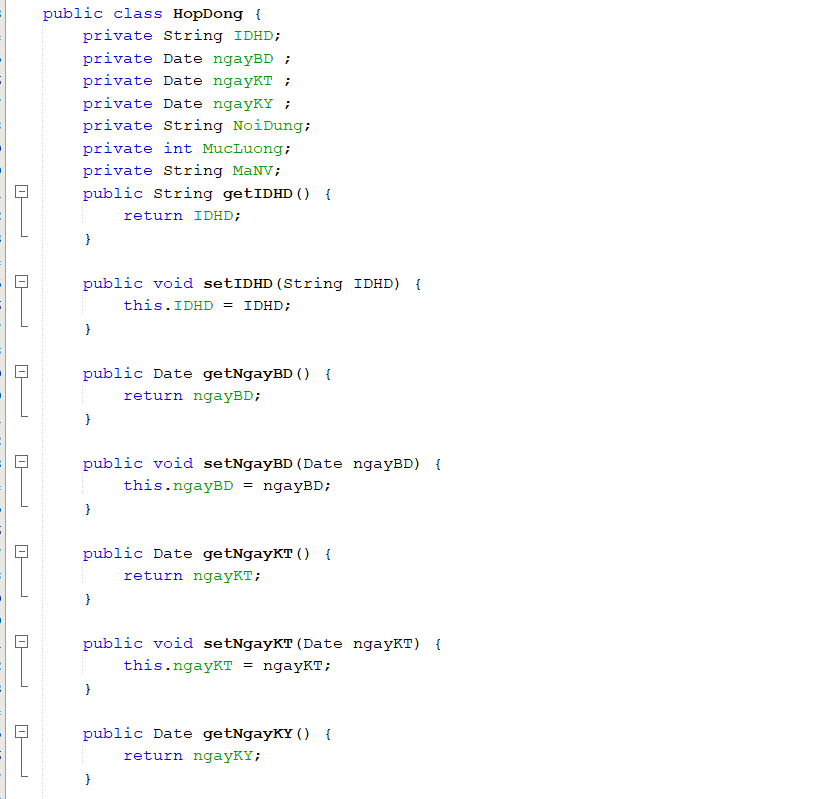 public class HopDong {
    private String IDHD;
    private Date ngayBD ;
    private Date ngayKT ;
    private Date ngayKY ;
    private String NoiDung;
    private int MucLuong;
    private String MaNV;
    public String getIDHD() {
        return IDHD;
    }

    public void setIDHD(String IDHD) {
        this.IDHD = IDHD;
    }

    public Date getNgayBD() {
        return ngayBD;
    }

    public void setNgayBD(Date ngayBD) {
        this.ngayBD = ngayBD;
    }

    public Date getNgayKT() {
        return ngayKT;
    }

    public void setNgayKT(Date ngayKT) {
        this.ngayKT = ngayKT;
    }

    public Date getNgayKY() {
        return ngayKY;
    }